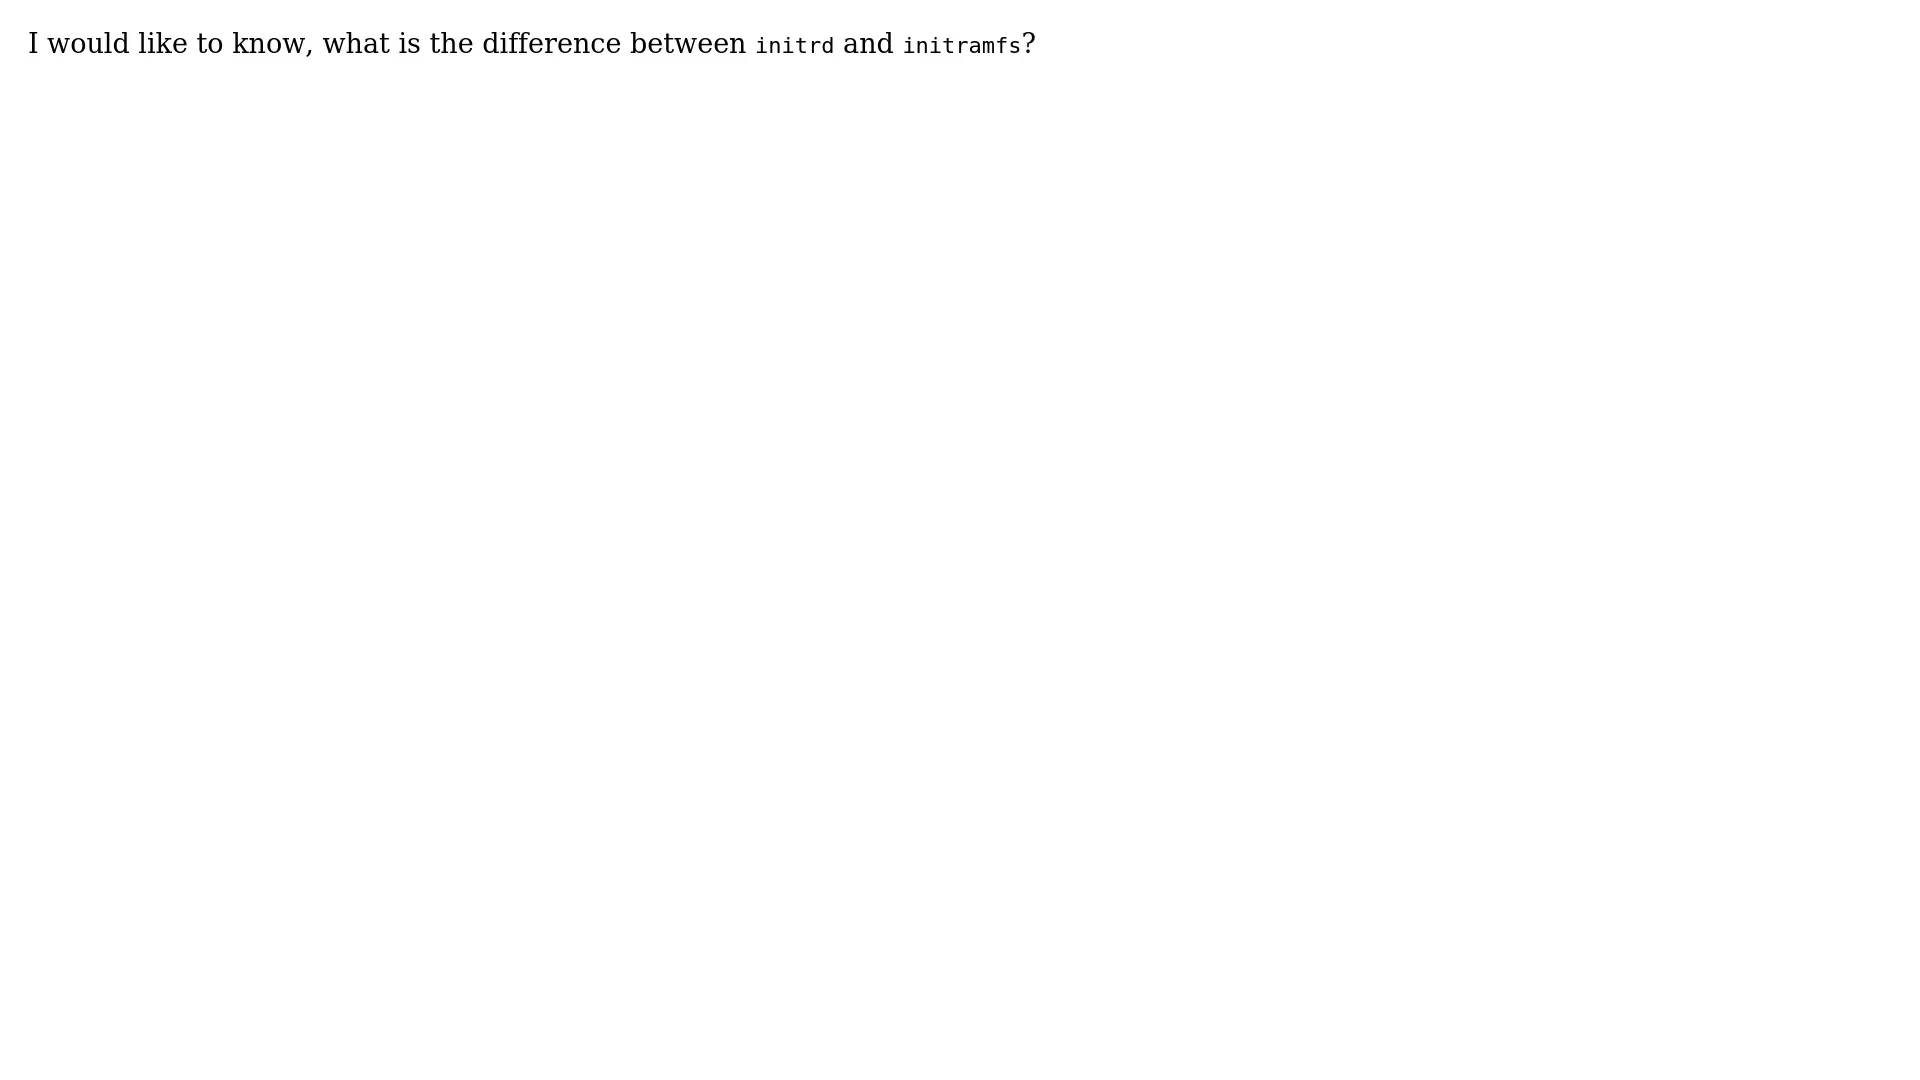 I would like to know, what is the difference between initrd and initramfs?